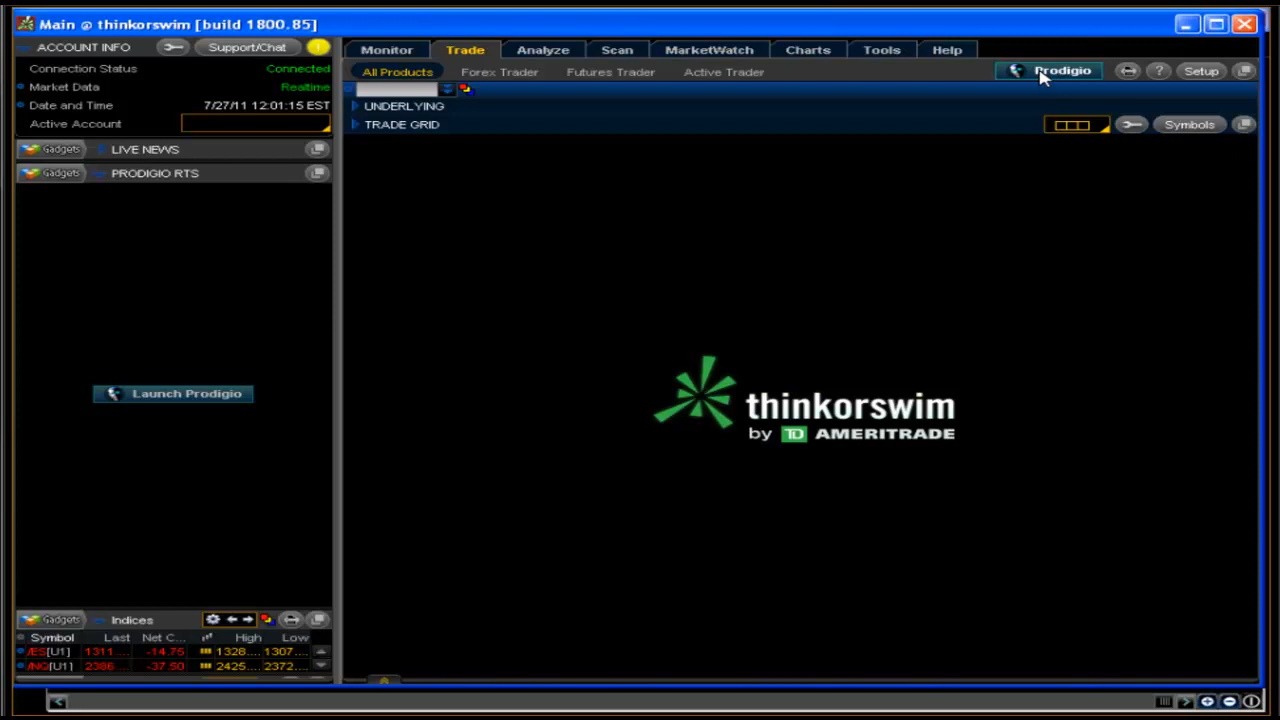 Main @ thinkorswim [build 1800.85]
ACCOUNT INFO
Support/Chat
Connection Status Connected
Market Data Realtime
Date and Time 7/27/11 12:01:15 EST
Active Account
Gadgets LIVE NEWS
Gadgets PRODIGIO RTS
Launch Prodigio
Gadgets Indices
Symbol Last Net C... High Low
/ES[U1] 1311 ... -14.75 1328.... 1307....
/NQ[U1] 2386 ... -37.50 2425.... 2372....
Monitor Trade Analyze Scan MarketWatch Charts Tools Help
All Products Forex Trader Futures Trader Active Trader Prodigio ? Setup
UNDERLYING
TRADE GRID Symbols
thinkorswim
by TD AMERITRADE